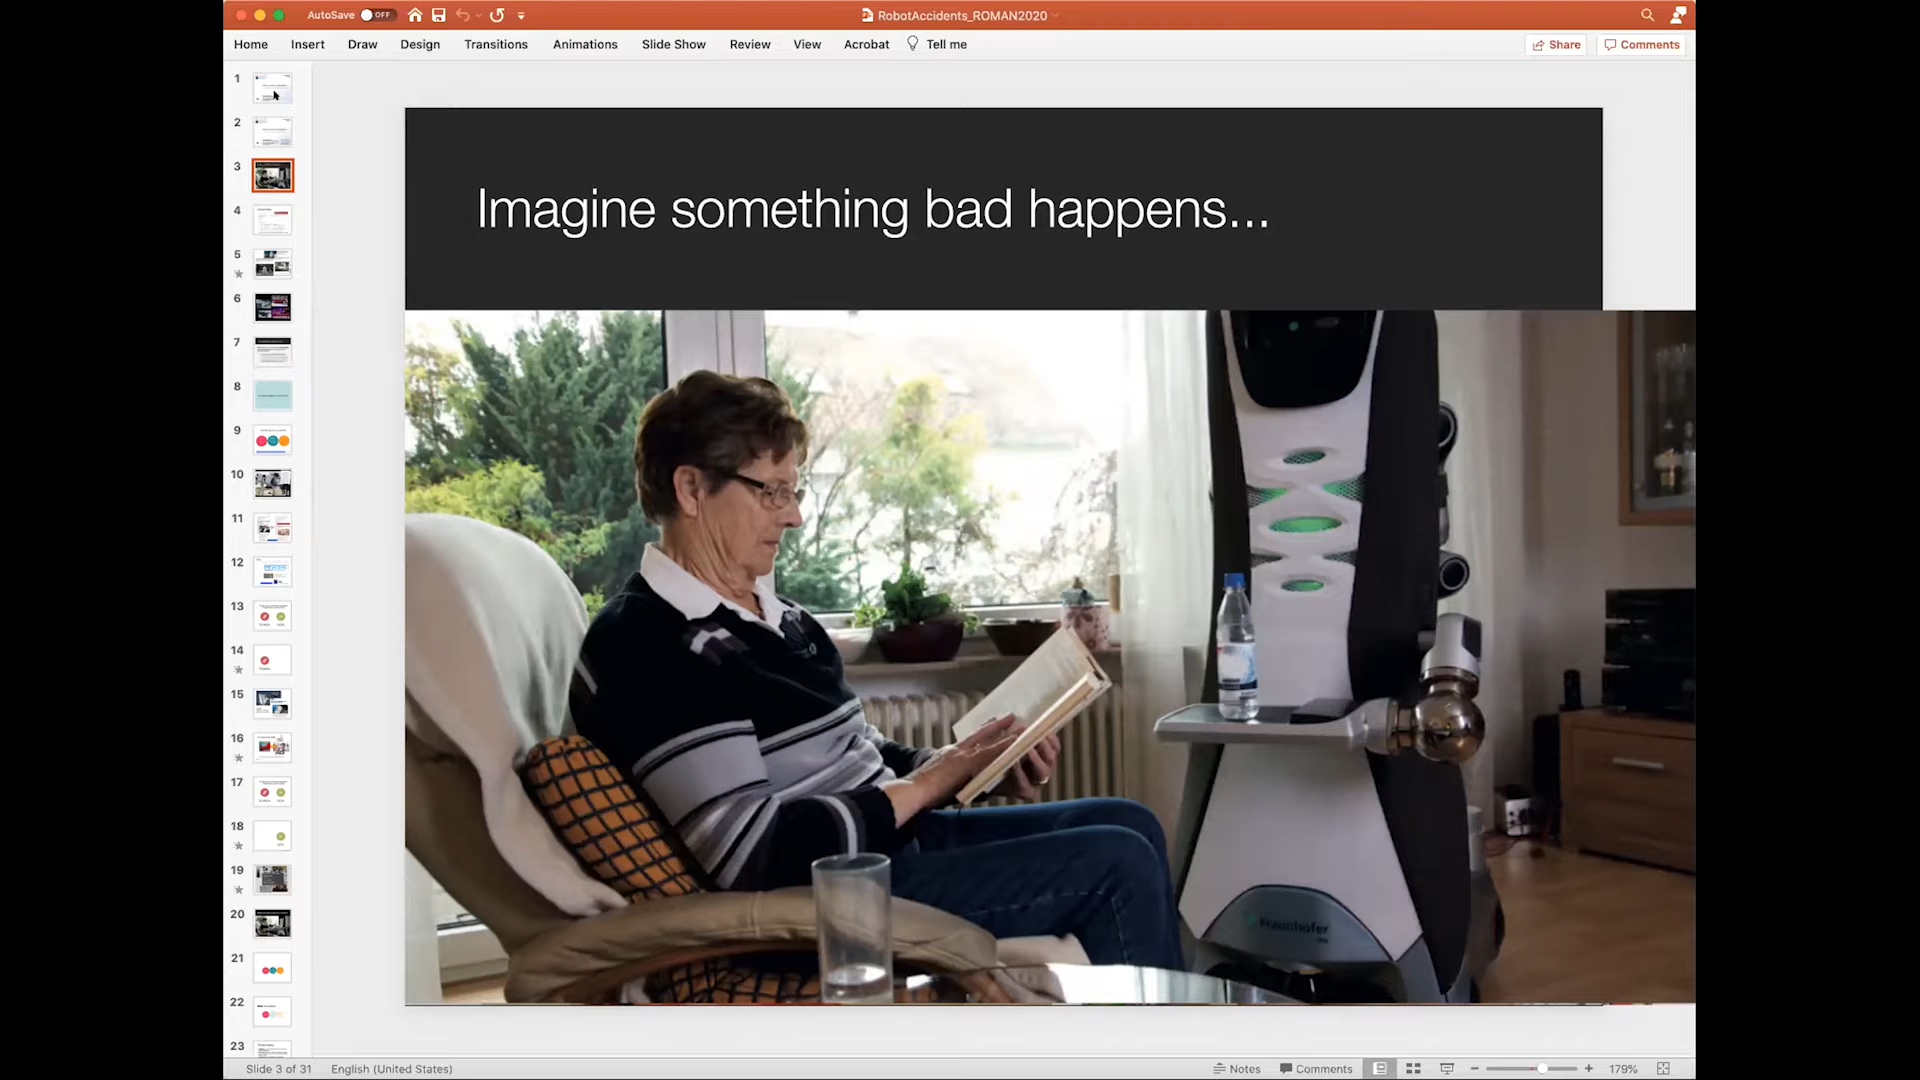 AutoSave OFF
RobotAccidents_ROMAN2020
Home Insert Draw Design Transitions Animations Slide Show Review View Acrobat Tell me
Share Comments
1
2
3
4
5
6
7
8
9
10
11
12
13
14
15
16
17
18
19
20
21
22
23
Imagine something bad happens...
Fraunhofer
Slide 3 of 31 English (United States)
Notes Comments 179%